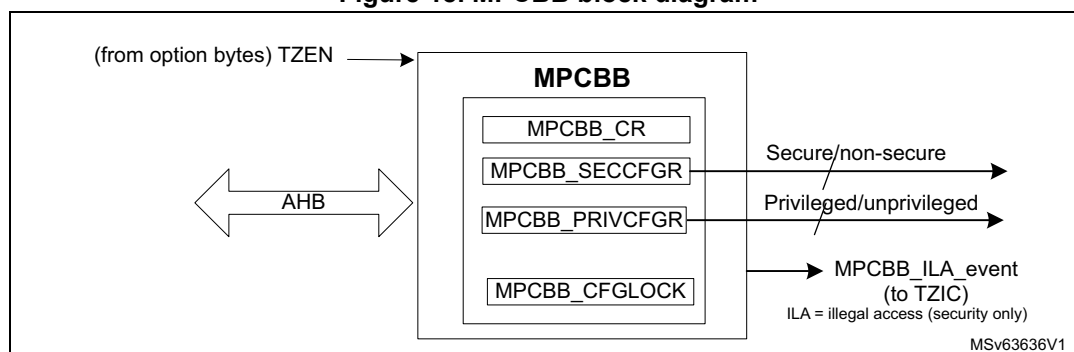 (from option bytes) TZEN
MPCBB
MPCBB_CR
MPCBB_SECCFGR
MPCBB_PRIVCFGR
MPCBB_CFGLOCK
AHB
Secure/non-secure
Privileged/unprivileged
MPCBB_ILA_event
(to TZIC)
ILA = illegal access (security only)
MSv63636V1